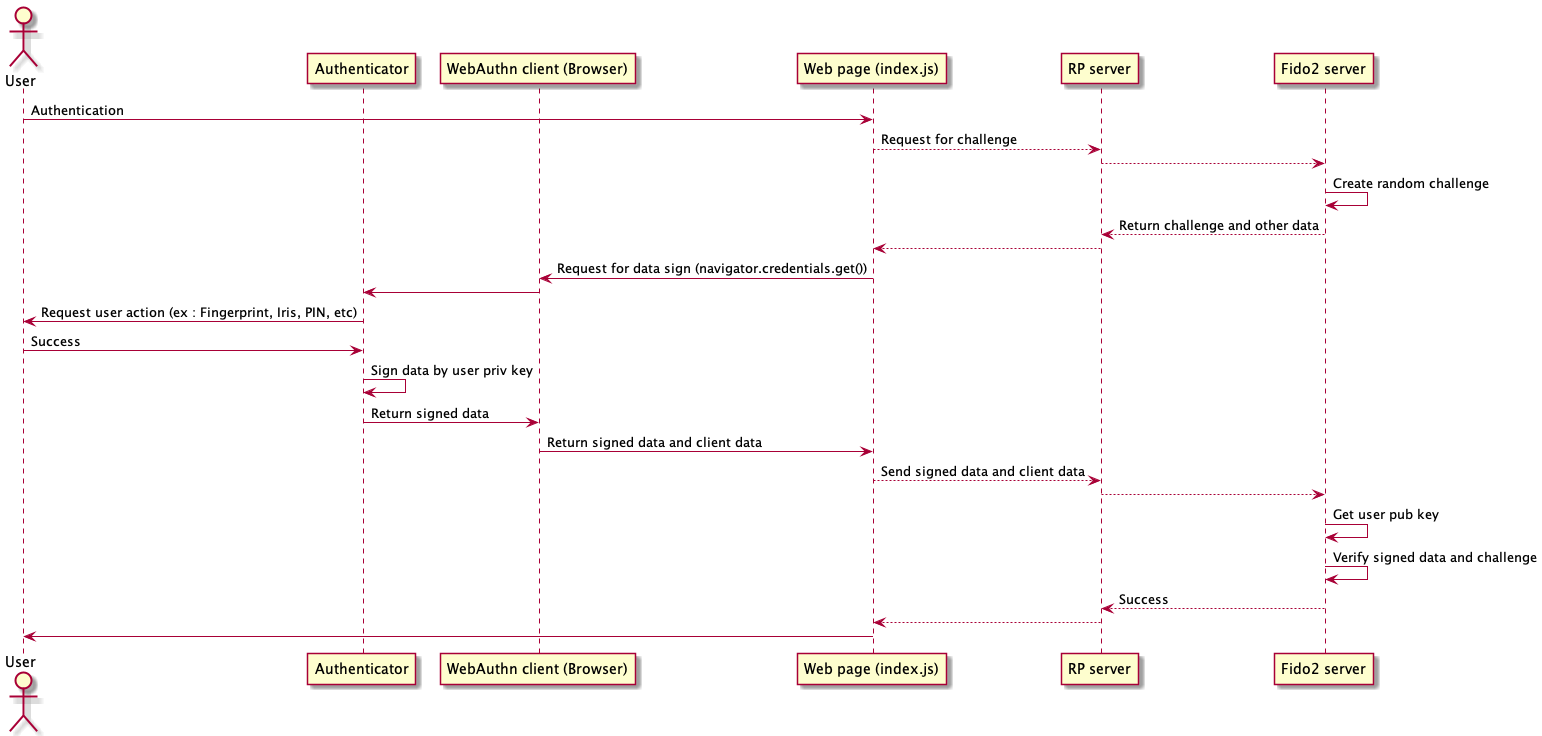 User
Authenticator
WebAuthn client (Browser)
Web page (index.js)
RP server
Fido2 server
Authentication
Request for challenge
Create random challenge
Return challenge and other data
Request for data sign (navigator.credentials.get())
Request user action (ex : Fingerprint, Iris, PIN, etc)
Success
Sign data by user priv key
Return signed data
Return signed data and client data
Send signed data and client data
Get user pub key
Verify signed data and challenge
Success
User
Authenticator
WebAuthn client (Browser)
Web page (index.js)
RP server
Fido2 server